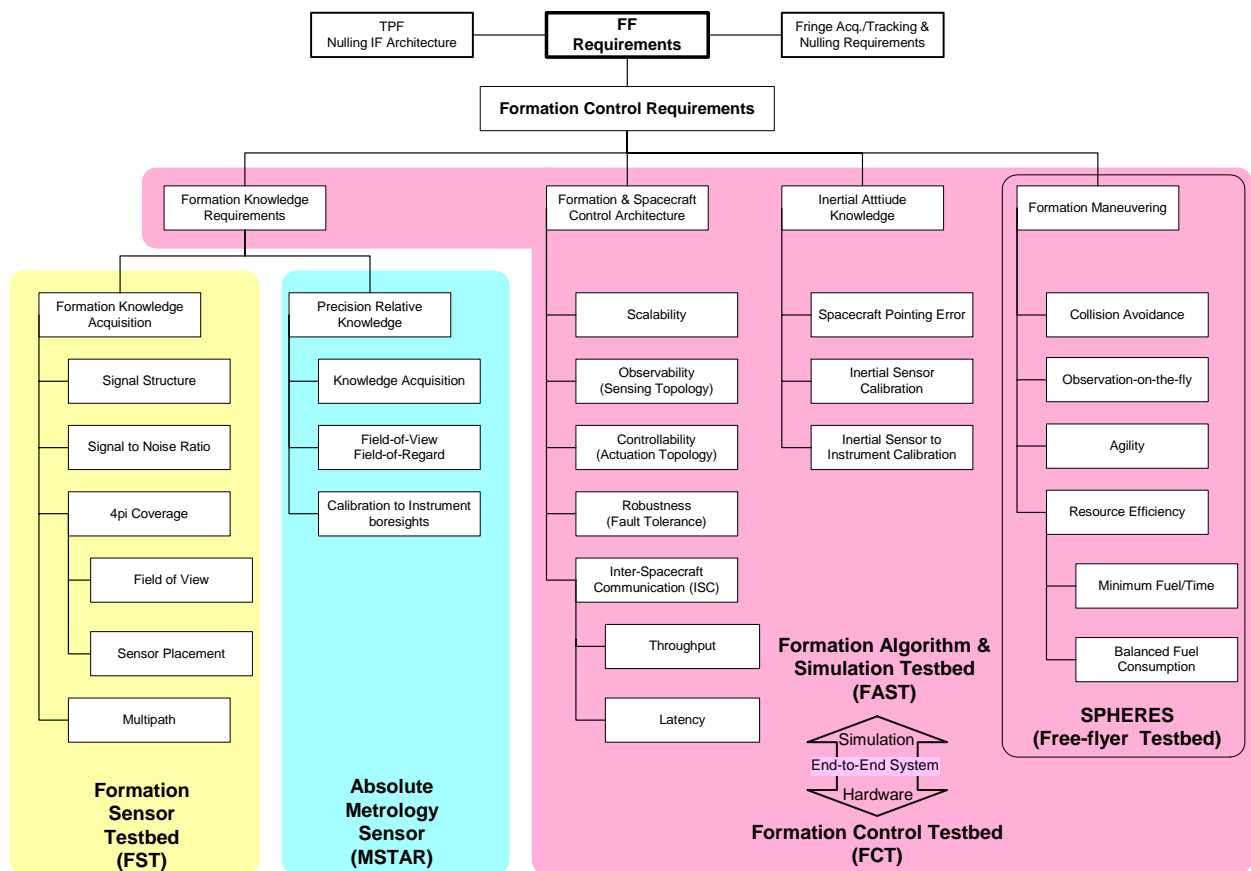 TPF
Nulling IF Architecture
FF
Requirements
Fringe Acq./Tracking &
Nulling Requirements
Formation Control Requirements
Formation Knowledge
Requirements
Formation & Spacecraft
Control Architecture
Inertial Atttiude
Knowledge
Formation Maneuvering
Formation Knowledge
Acquisition
Signal Structure
Signal to Noise Ratio
4pi Coverage
Field of View
Sensor Placement
Multipath
Formation
Sensor
Testbed
(FST)
Precision Relative
Knowledge
Knowledge Acquisition
Field-of-View
Field-of-Regard
Calibration to Instrument
boresights
Absolute
Metrology
Sensor
(MSTAR)
Scalability
Observability
(Sensing Topology)
Controllability
(Actuation Topology)
Robustness
(Fault Tolerance)
Inter-Spacecraft
Communication (ISC)
Throughput
Latency
Spacecraft Pointing Error
Inertial Sensor
Calibration
Inertial Sensor to
Instrument Calibration
Formation Algorithm &
Simulation Testbed
(FAST)
Simulation
End-to-End System
Hardware
Formation Control Testbed
(FCT)
Collision Avoidance
Observation-on-the-fly
Agility
Resource Efficiency
Minimum Fuel/Time
Balanced Fuel
Consumption
SPHERES
(Free-flyer Testbed)